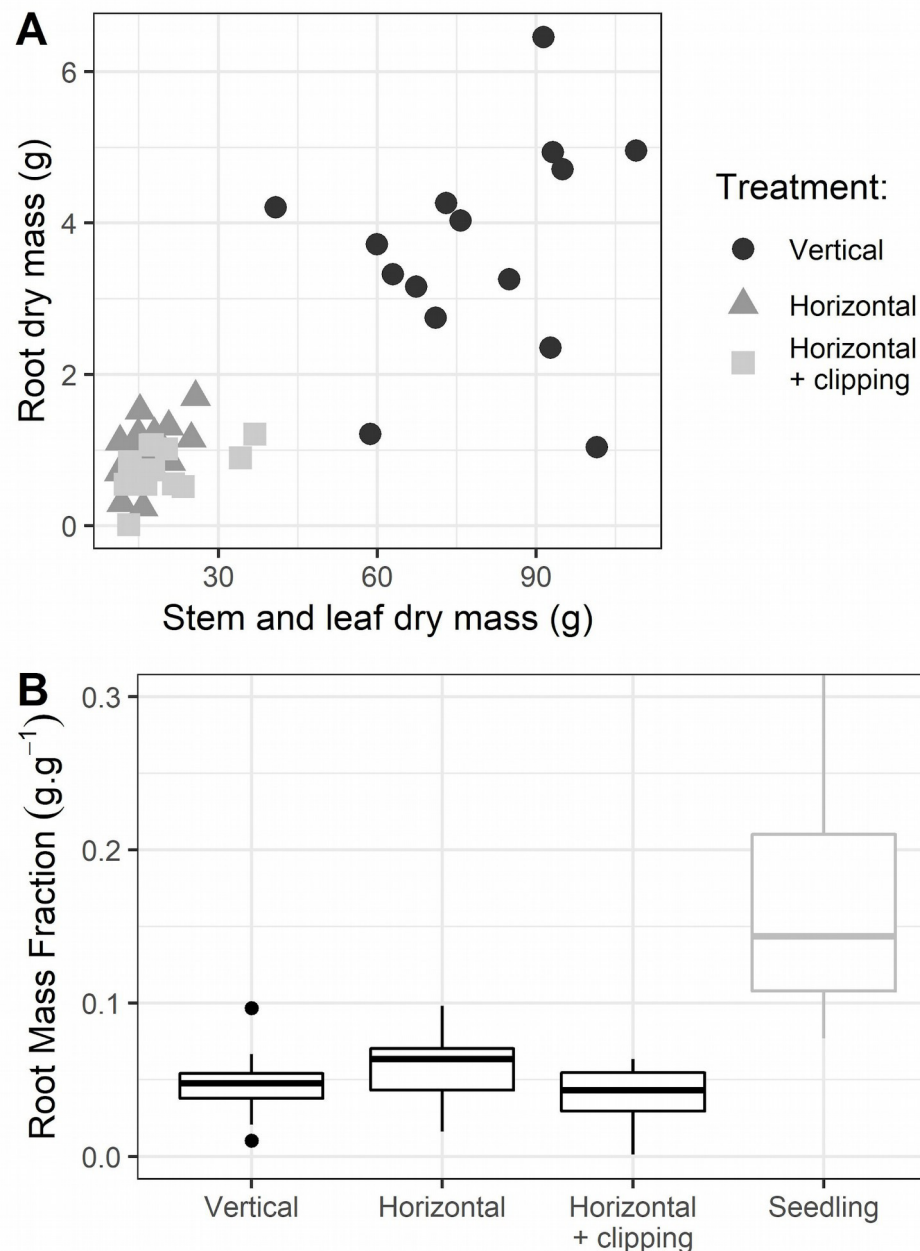 A
Root dry mass (g)
6
4
2
0
30 60 90
Stem and leaf dry mass (g)
Treatment:
Vertical
Horizontal
Horizontal
+ clipping
B
Root Mass Fraction (g.g⁻¹)
0.3
0.2
0.1
0.0
Vertical Horizontal Horizontal Seedling
+ clipping